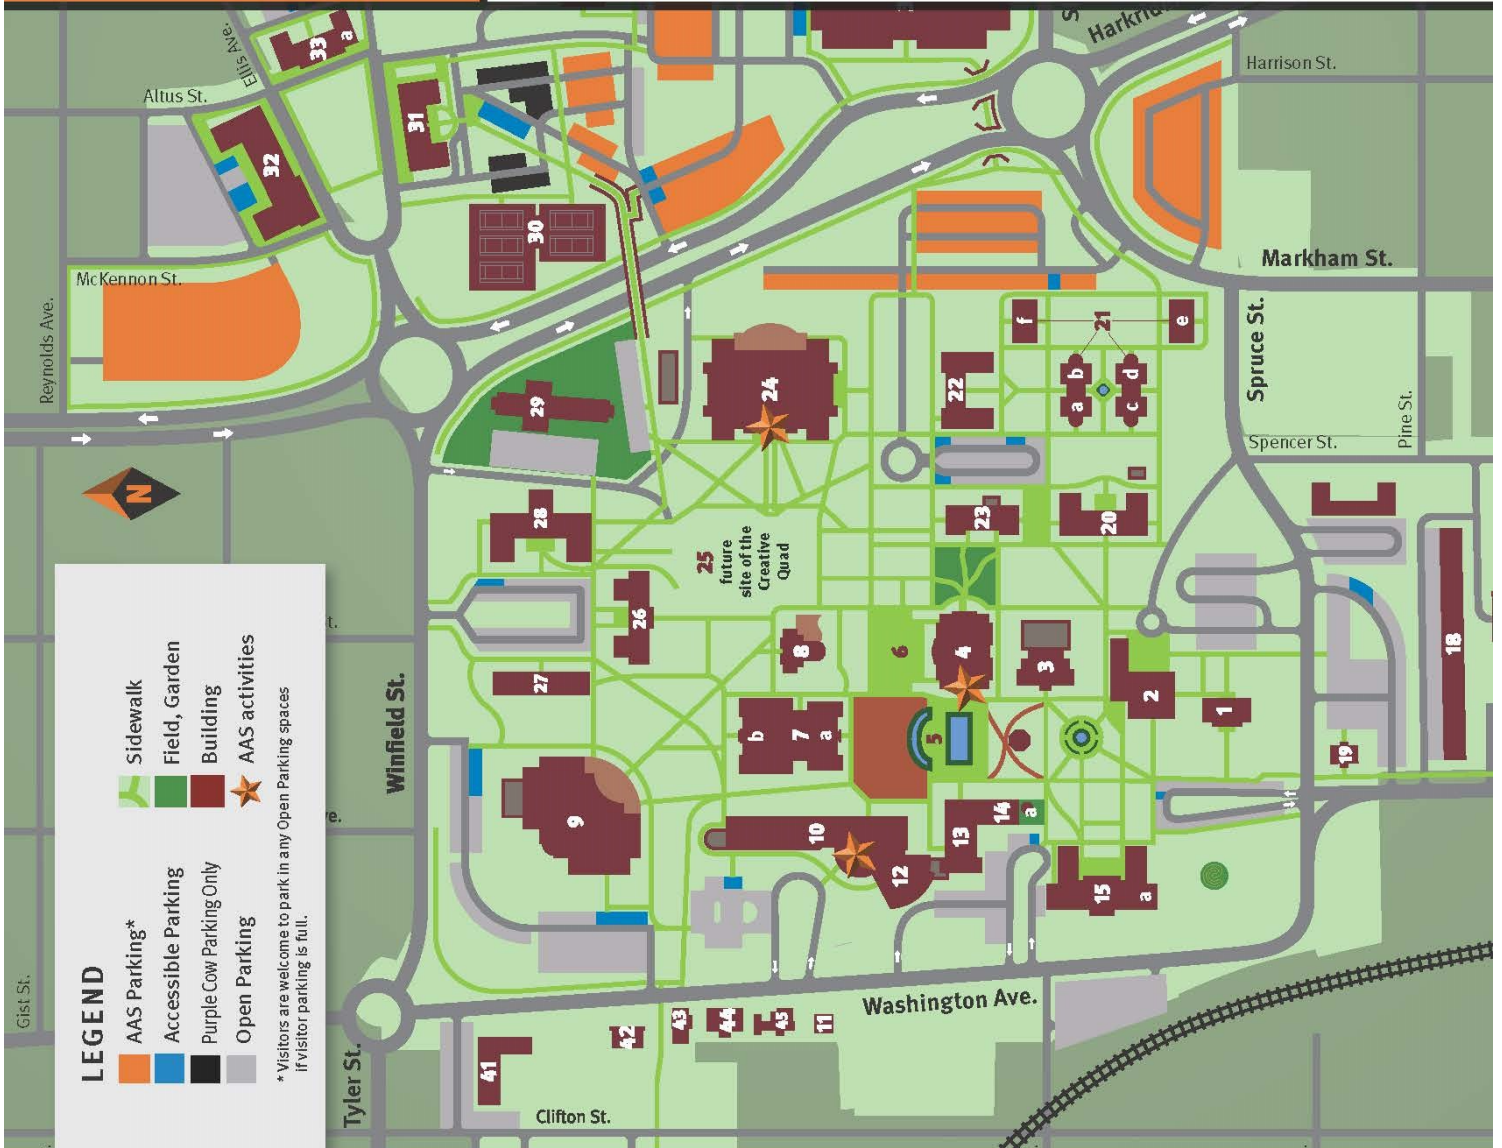 LEGEND
AAS Parking*
Accessible Parking
Purple Cow Parking Only
Open Parking
Sidewalk
Field, Garden
Building
AAS activities
* Visitors are welcome to park in any Open Parking spaces
if visitor parking is full.
N
Gist St.
Tyler St.
Clifton St.
Washington Ave.
Winfield St.
t.
ve.
Reynolds Ave.
McKennon St.
Altus St.
Ellis Ave.
Harrison St.
Markham St.
Spruce St.
Spencer St.
Pine St.
S
1
2
3
4
5
6
7
a
b
8
9
10
11
12
13
14
a
15
a
18
19
20
21
a
b
c
d
e
f
22
23
24
25
future
site of the
Creative
Quad
26
27
28
29
30
31
32
33
a
41
42
43
44
45